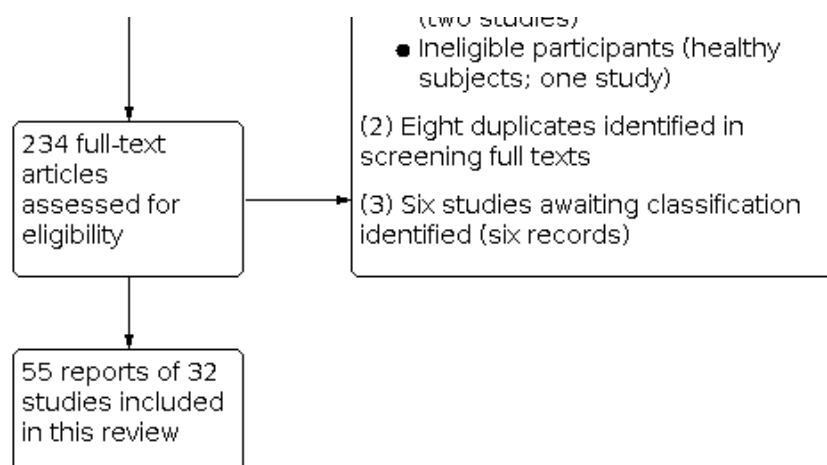 (two studies)
● Ineligible participants (healthy
subjects; one study)
234 full-text
articles
assessed for
eligibility
(2) Eight duplicates identified in
screening full texts
(3) Six studies awaiting classification
identified (six records)
55 reports of 32
studies included
in this review